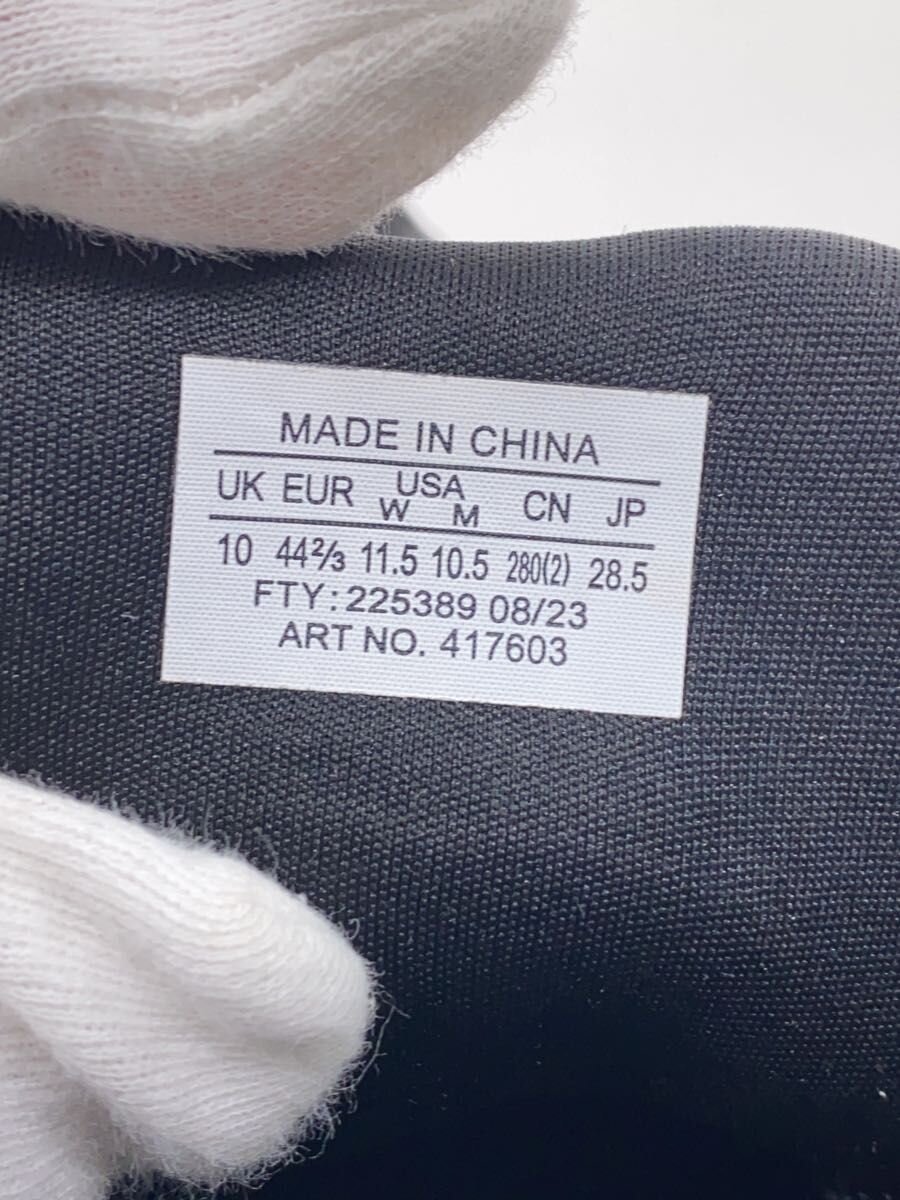 MADE IN CHINA
UK EUR USA W M CN JP
10 44⅔ 11.5 10.5 280(2) 28.5
FTY: 225389 08/23
ART NO. 417603